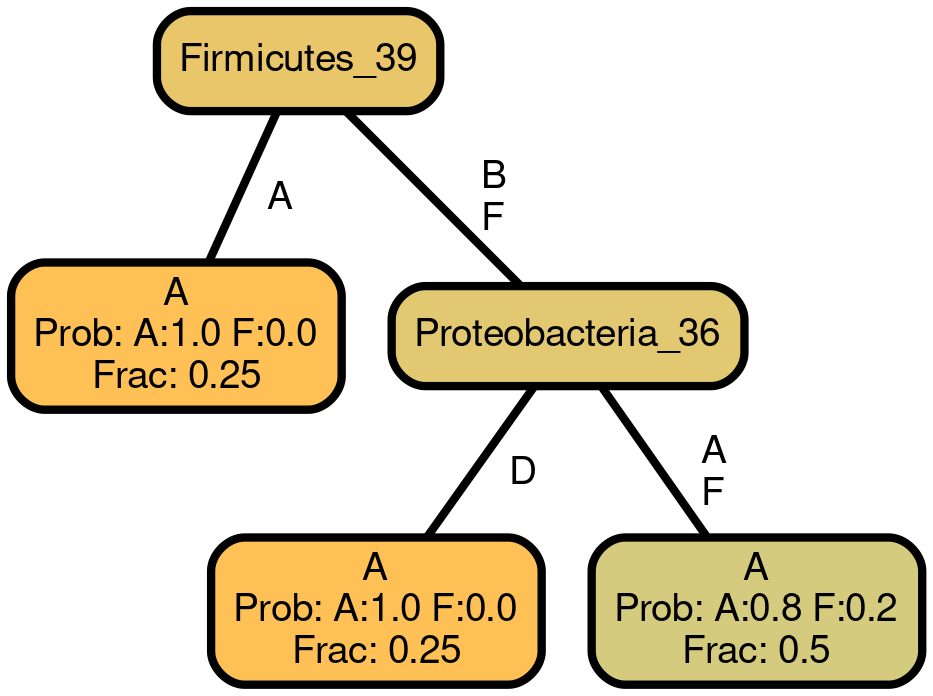 Firmicutes_39
A
B
F
A
Prob: A:1.0 F:0.0
Frac: 0.25
Proteobacteria_36
D
A
F
A
Prob: A:1.0 F:0.0
Frac: 0.25
A
Prob: A:0.8 F:0.2
Frac: 0.5